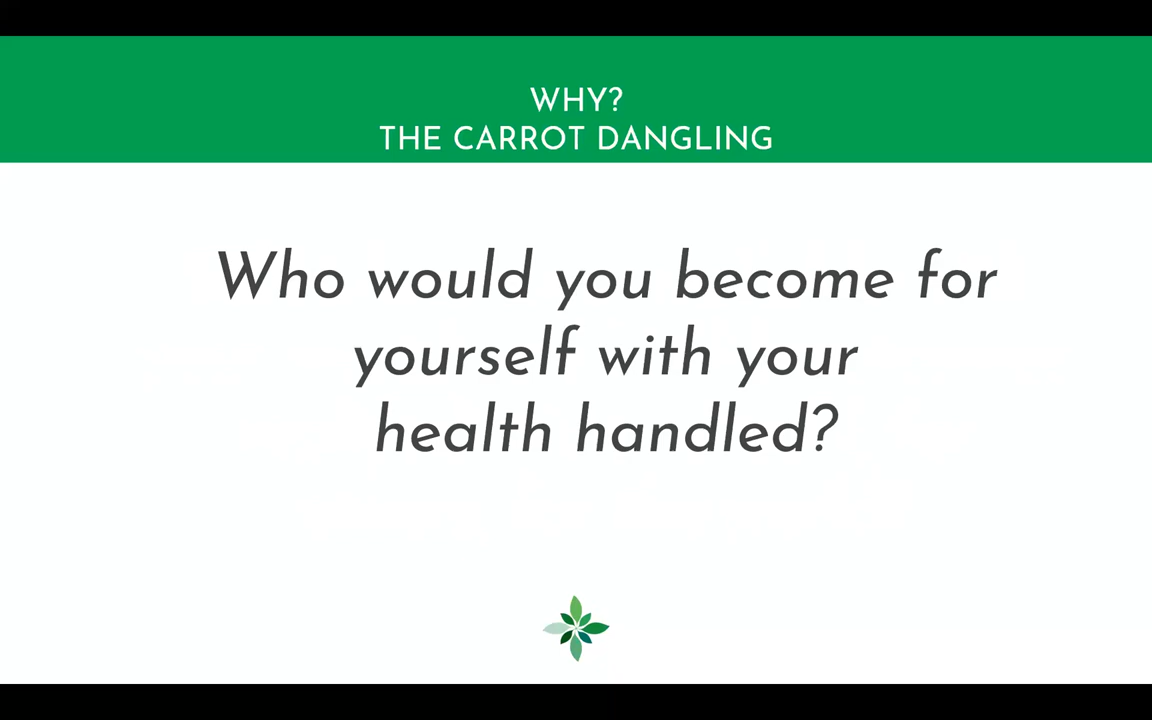 WHY?
THE CARROT DANGLING
Who would you become for
yourself with your
health handled?